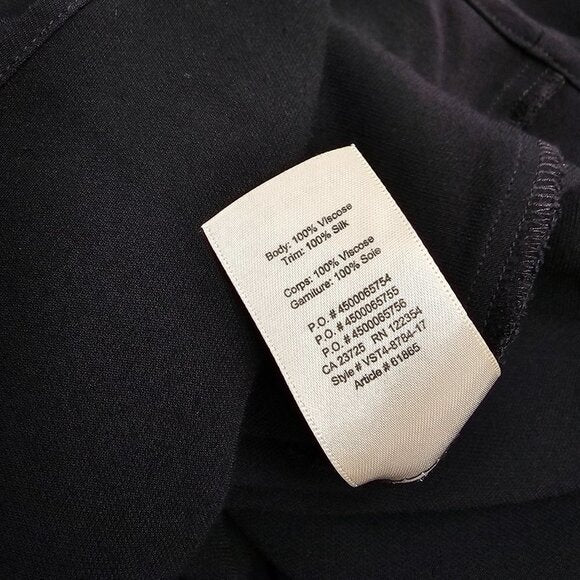 Body: 100% Viscose
Trim: 100% Silk
Corps: 100% Viscose
Garniture: 100% Soie
P.O. # 4500065754
P.O. # 4500065755
P.O. # 4500065756
CA 23725 RN 122354
Style # VST4-8784-17
Article # 61865